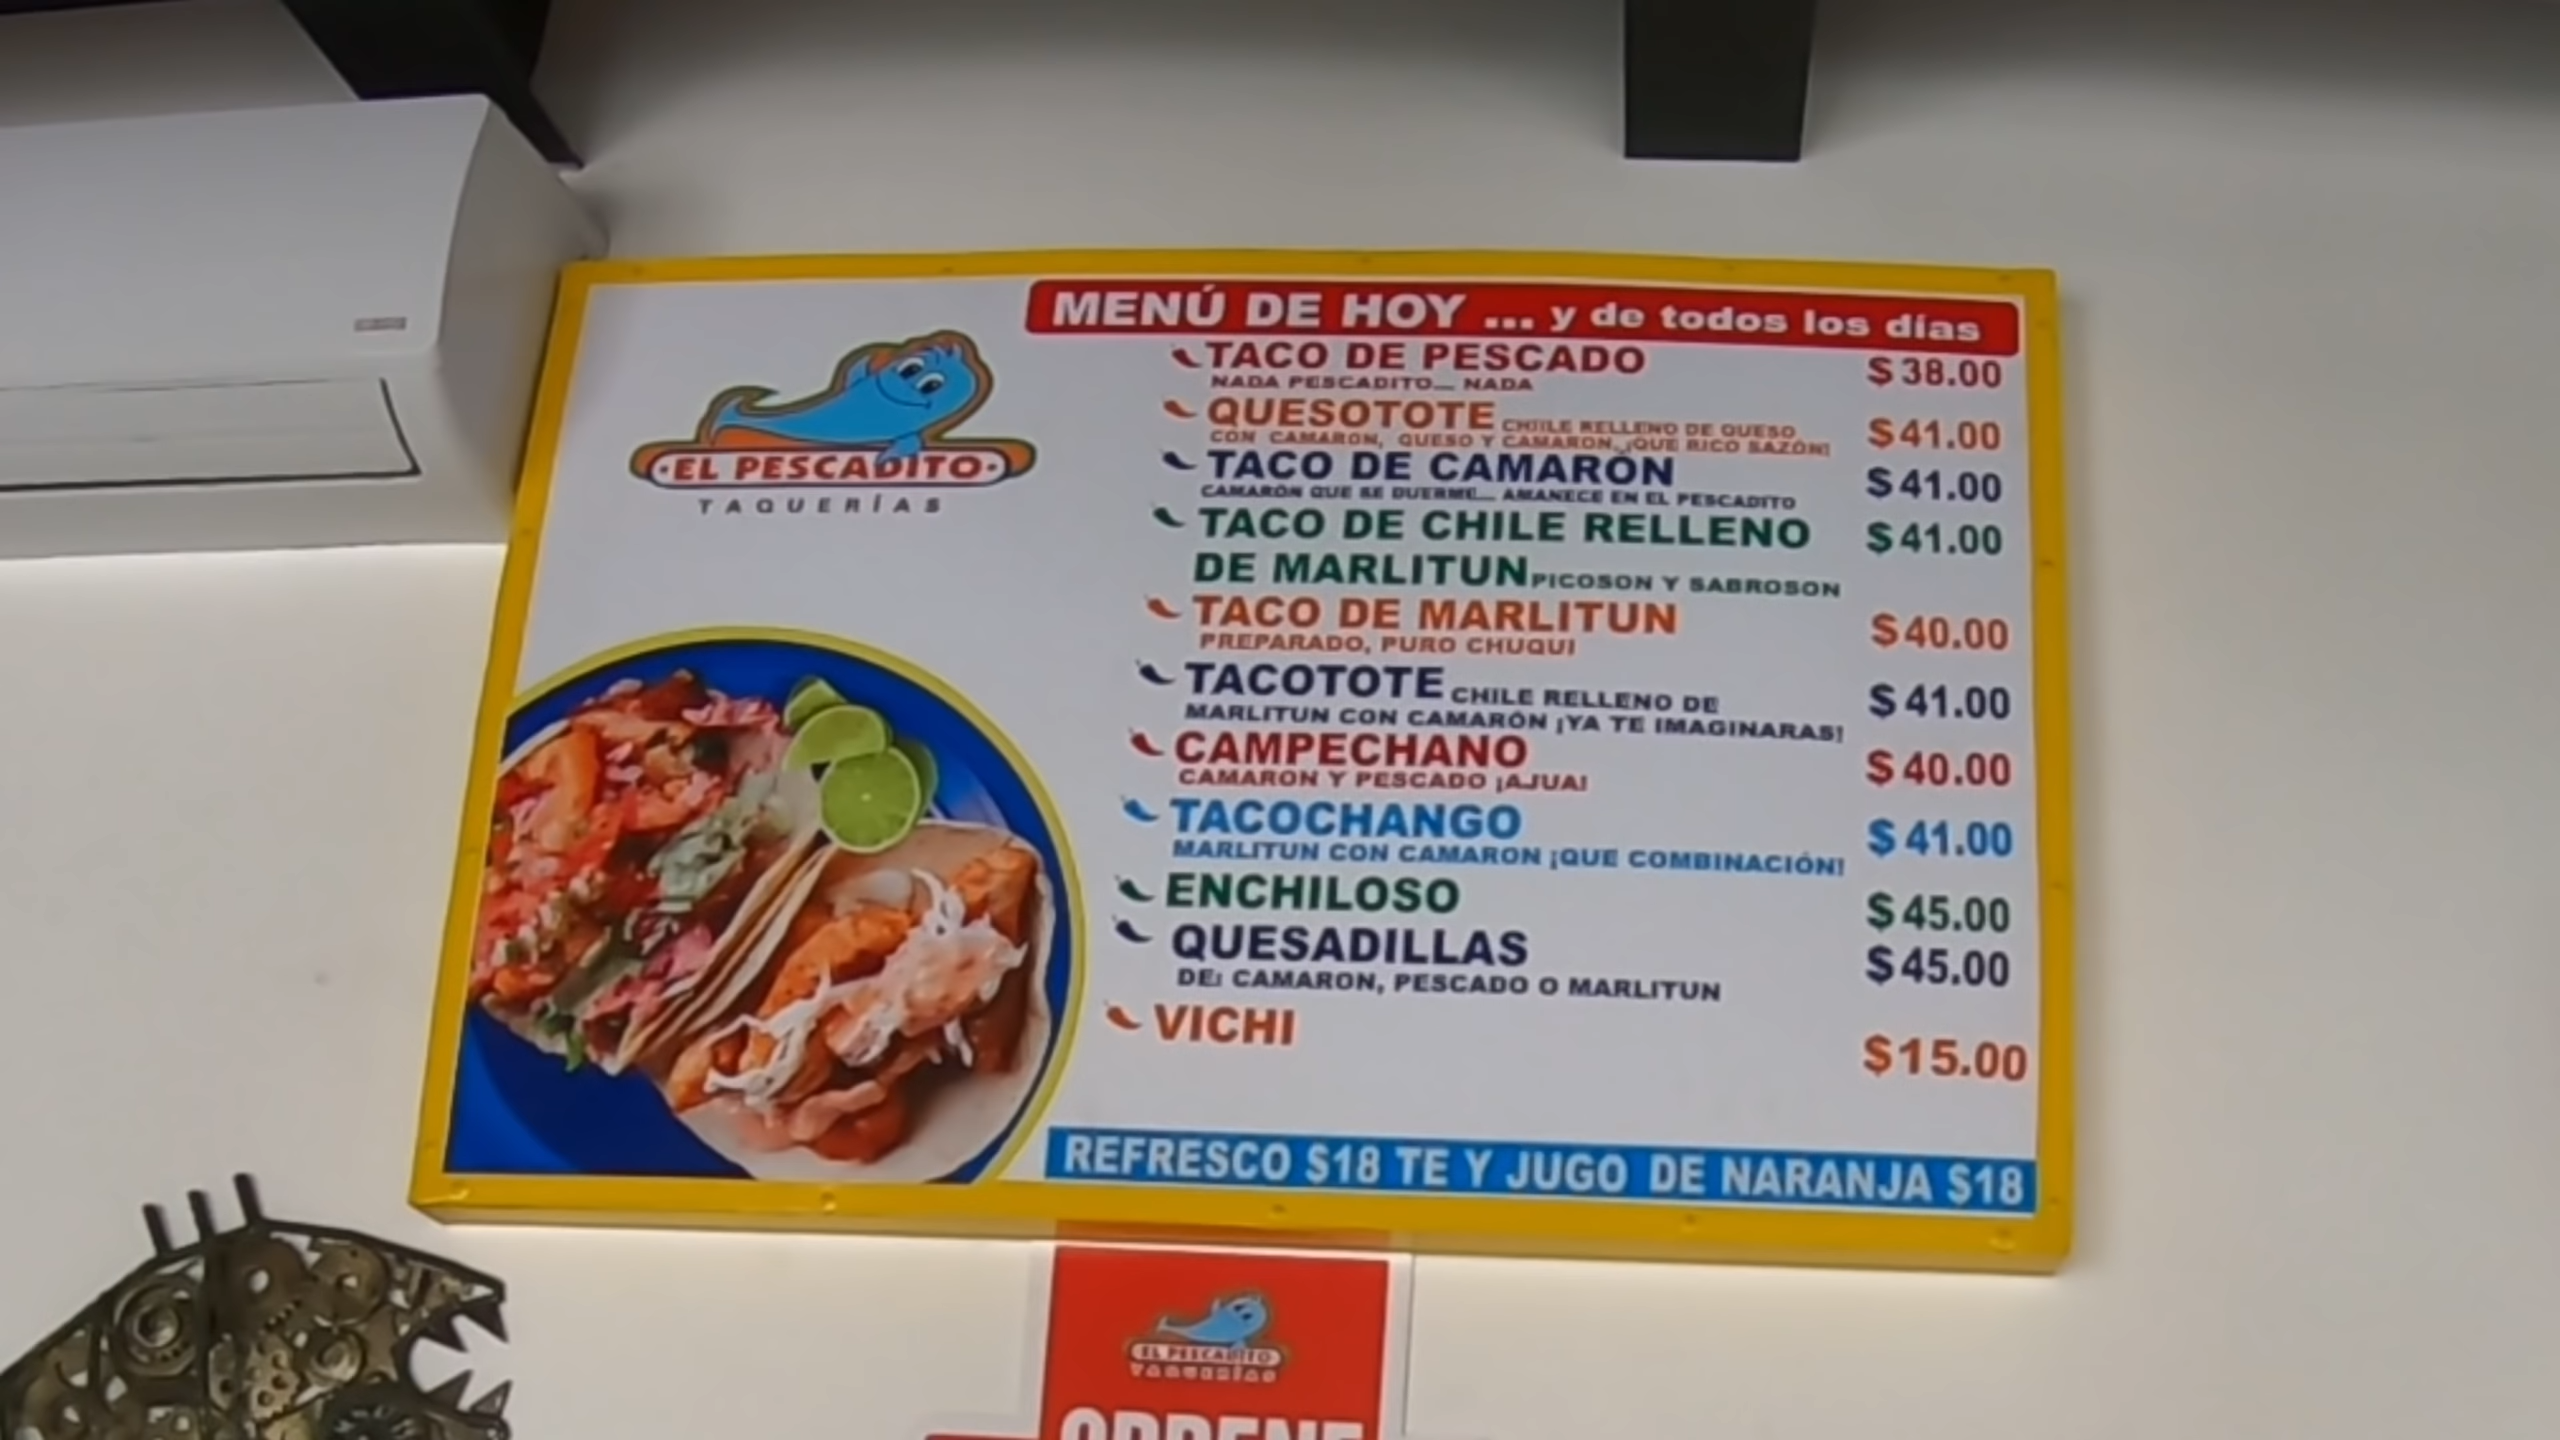 MENÚ DE HOY ... y de todos los días
EL PESCADITO
TAQUERÍAS
TACO DE PESCADO $38.00
NADA PESCADITO... NADA
QUESOTOTE CHILE RELLENO DE QUESO $41.00
CON CAMARON, QUESO Y CAMARON, ¡QUE RICO SAZÓN!
TACO DE CAMARÓN $41.00
CAMARÓN QUE SE DUERME... AMANECE EN EL PESCADITO
TACO DE CHILE RELLENO $41.00
DE MARLITUN PICOSON Y SABROSON
TACO DE MARLITUN $40.00
PREPARADO, PURO CHUQUI
TACOTOTE CHILE RELLENO DE $41.00
MARLITUN CON CAMARÓN ¡YA TE IMAGINARAS!
CAMPECHANO $40.00
CAMARON Y PESCADO ¡AJUA!
TACOCHANGO $41.00
MARLITUN CON CAMARON ¡QUE COMBINACIÓN!
ENCHILOSO $45.00
QUESADILLAS $45.00
DE: CAMARON, PESCADO O MARLITUN
VICHI $15.00
REFRESCO $18 TE Y JUGO DE NARANJA $18
EL PESCADITO
TAQUERÍAS
ORDENE